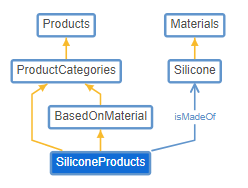 Products
Materials
ProductCategories
Silicone
BasedOnMaterial
isMadeOf
SiliconeProducts